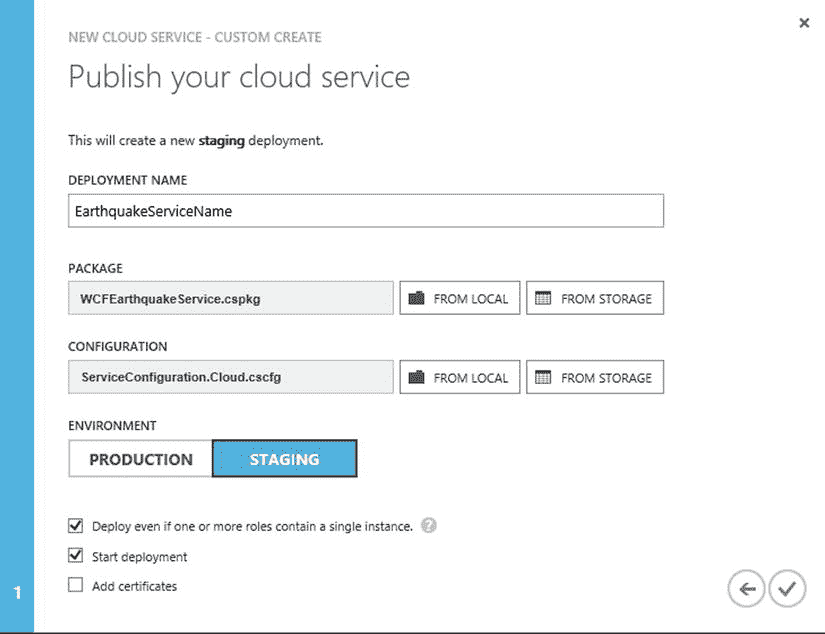 NEW CLOUD SERVICE - CUSTOM CREATE
Publish your cloud service
This will create a new staging deployment.
DEPLOYMENT NAME
EarthquakeServiceName
PACKAGE
WCFEarthquakeService.cspkg FROM LOCAL FROM STORAGE
CONFIGURATION
ServiceConfiguration.Cloud.cscfg FROM LOCAL FROM STORAGE
ENVIRONMENT
PRODUCTION STAGING
Deploy even if one or more roles contain a single instance. ?
Start deployment
Add certificates
1